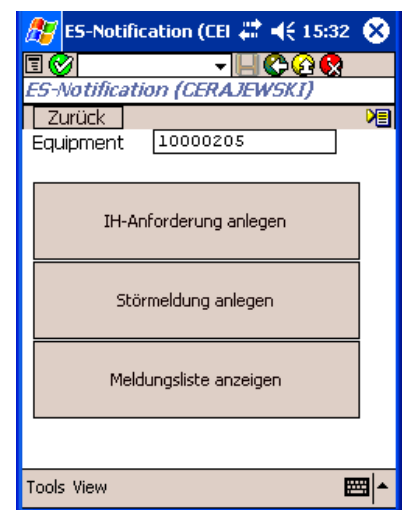 ES-Notification (CEI 15:32
ES-Notification (CERAJEWSKI)
Zurück
Equipment 10000205
IH-Anforderung anlegen
Störmeldung anlegen
Meldungsliste anzeigen
Tools View